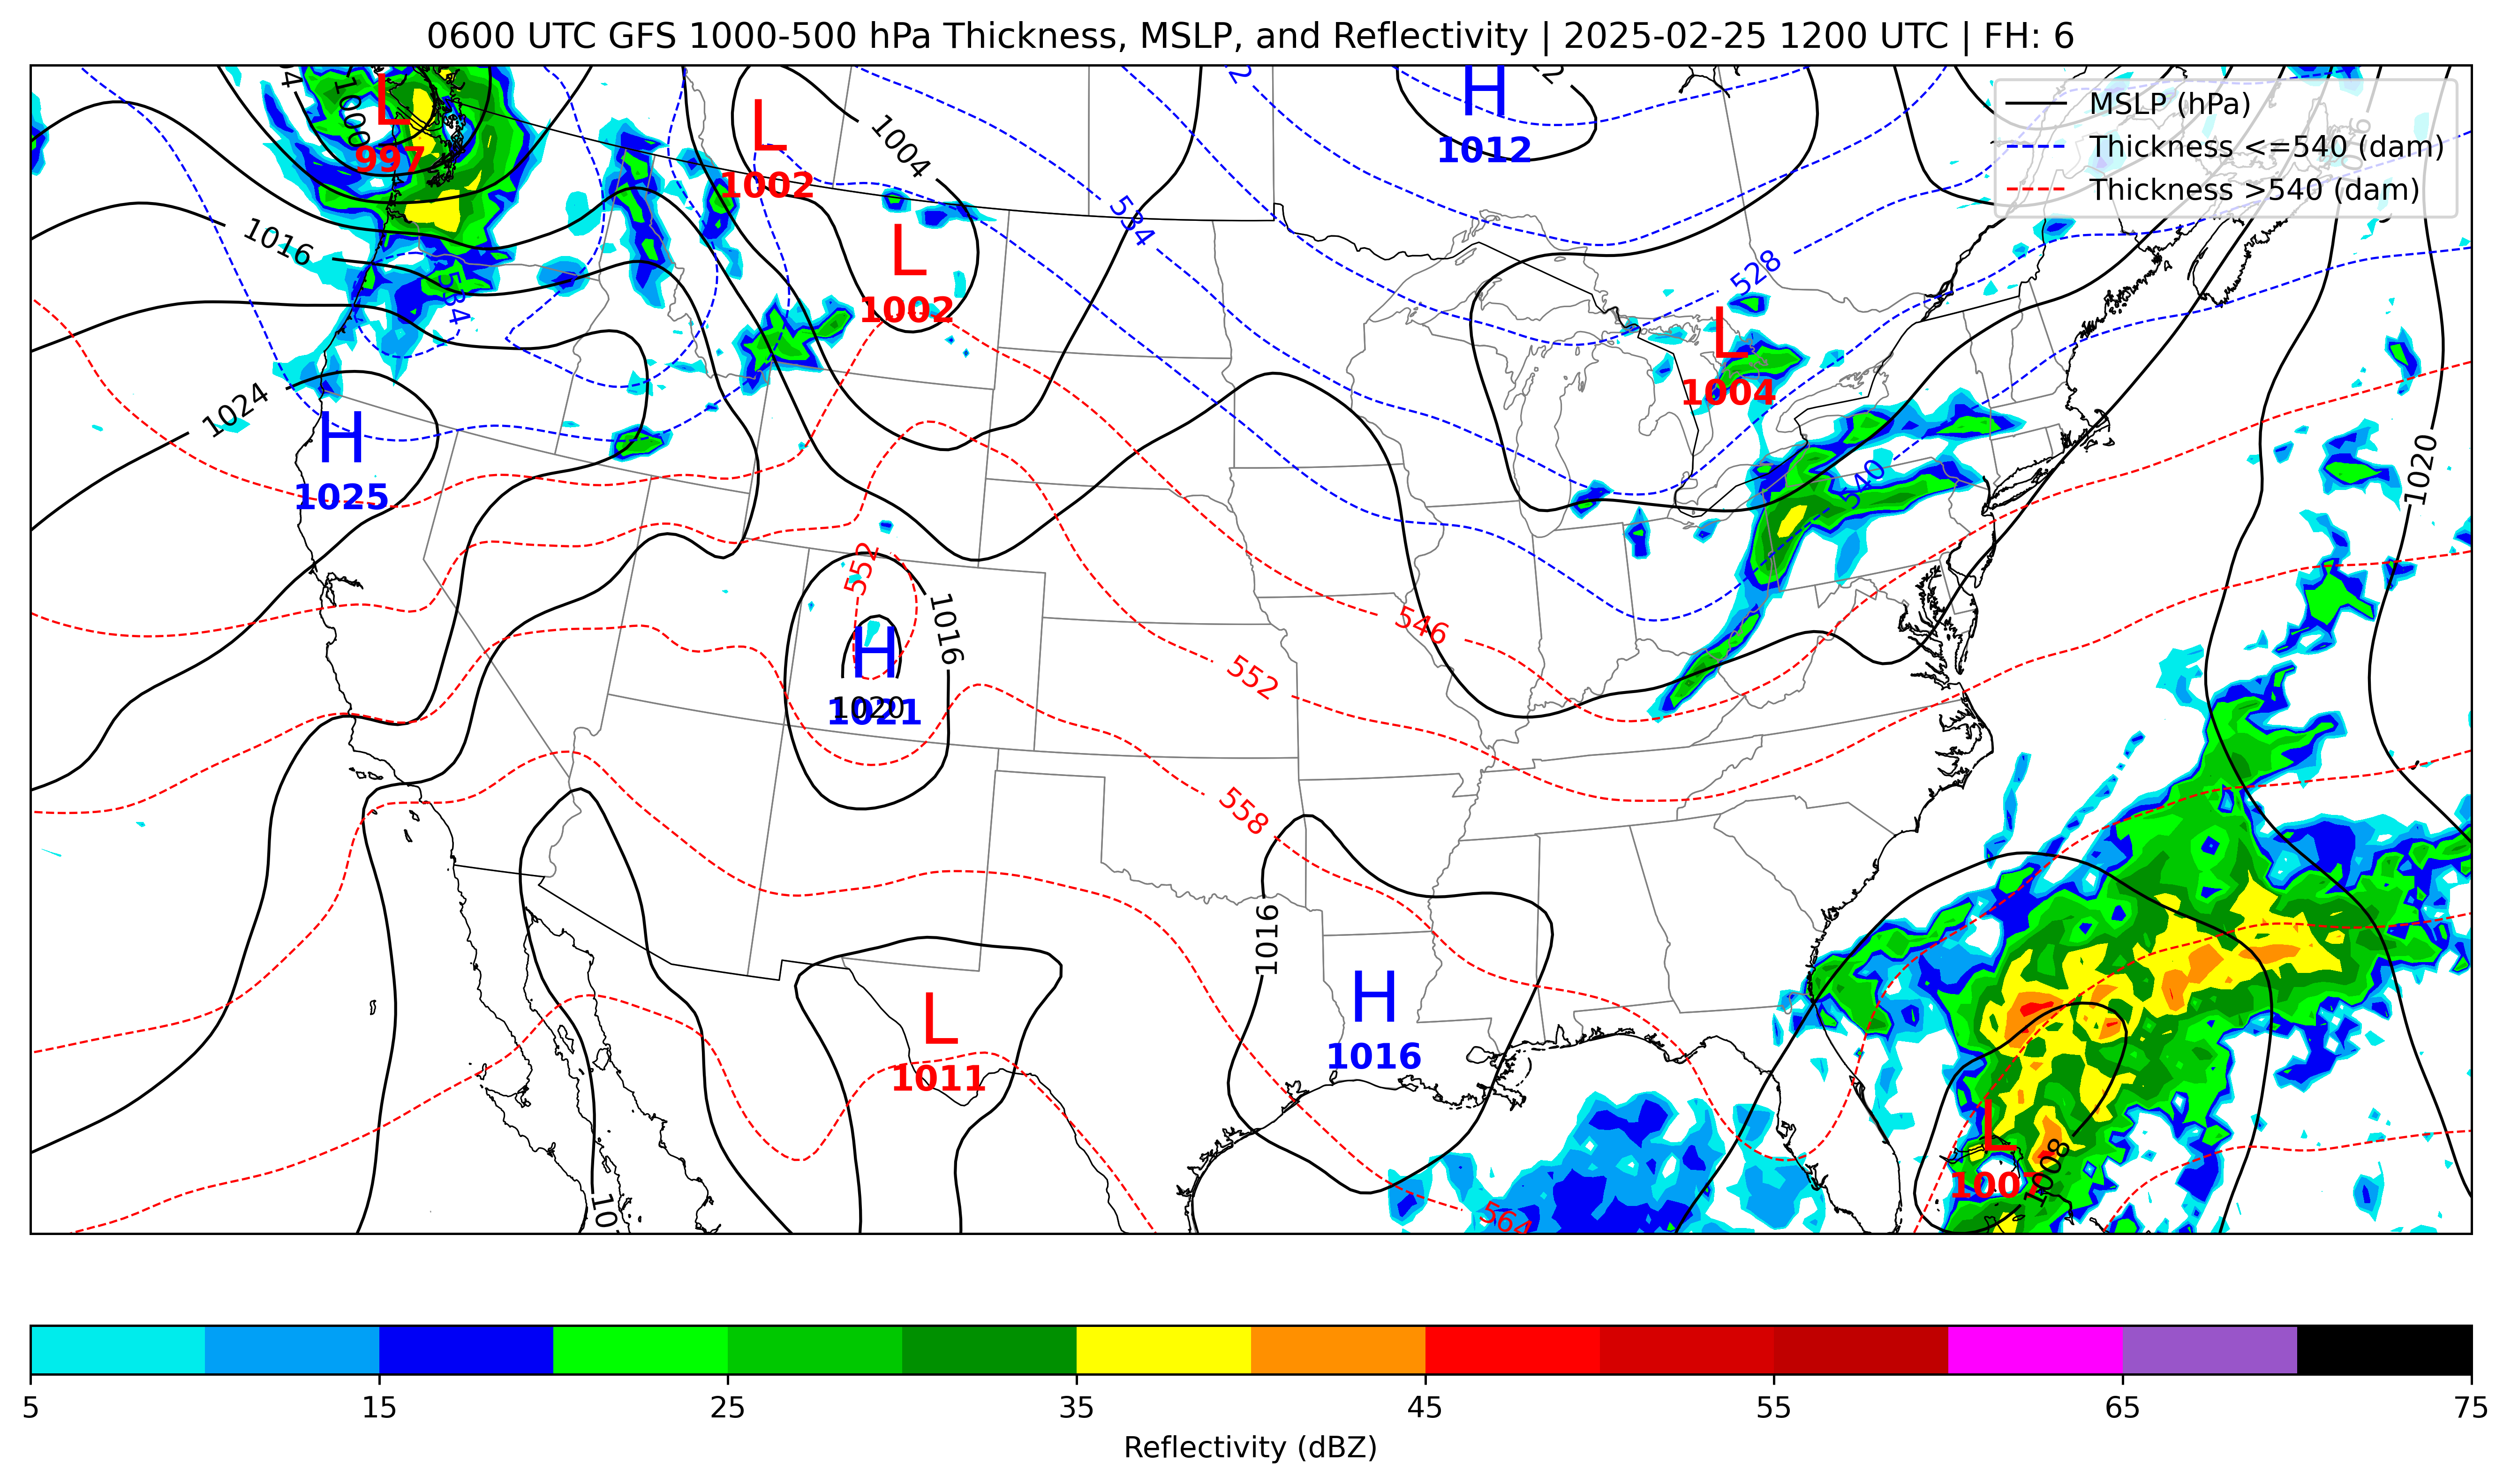 0600 UTC GFS 1000-500 hPa Thickness, MSLP, and Reflectivity | 2025-02-25 1200 UTC | FH: 6
MSLP (hPa)
Thickness <=540 (dam)
Thickness >540 (dam)
L
997
1000
L
1002
1004
H
1012
1016
534
534
L
1002
528
L
1004
1024
H
1025
540
1020
552
1016
H
1020
1021
546
552
558
1016
H
1016
L
1011
L
1007
1008
564
5
15
25
35
45
55
65
75
Reflectivity (dBZ)